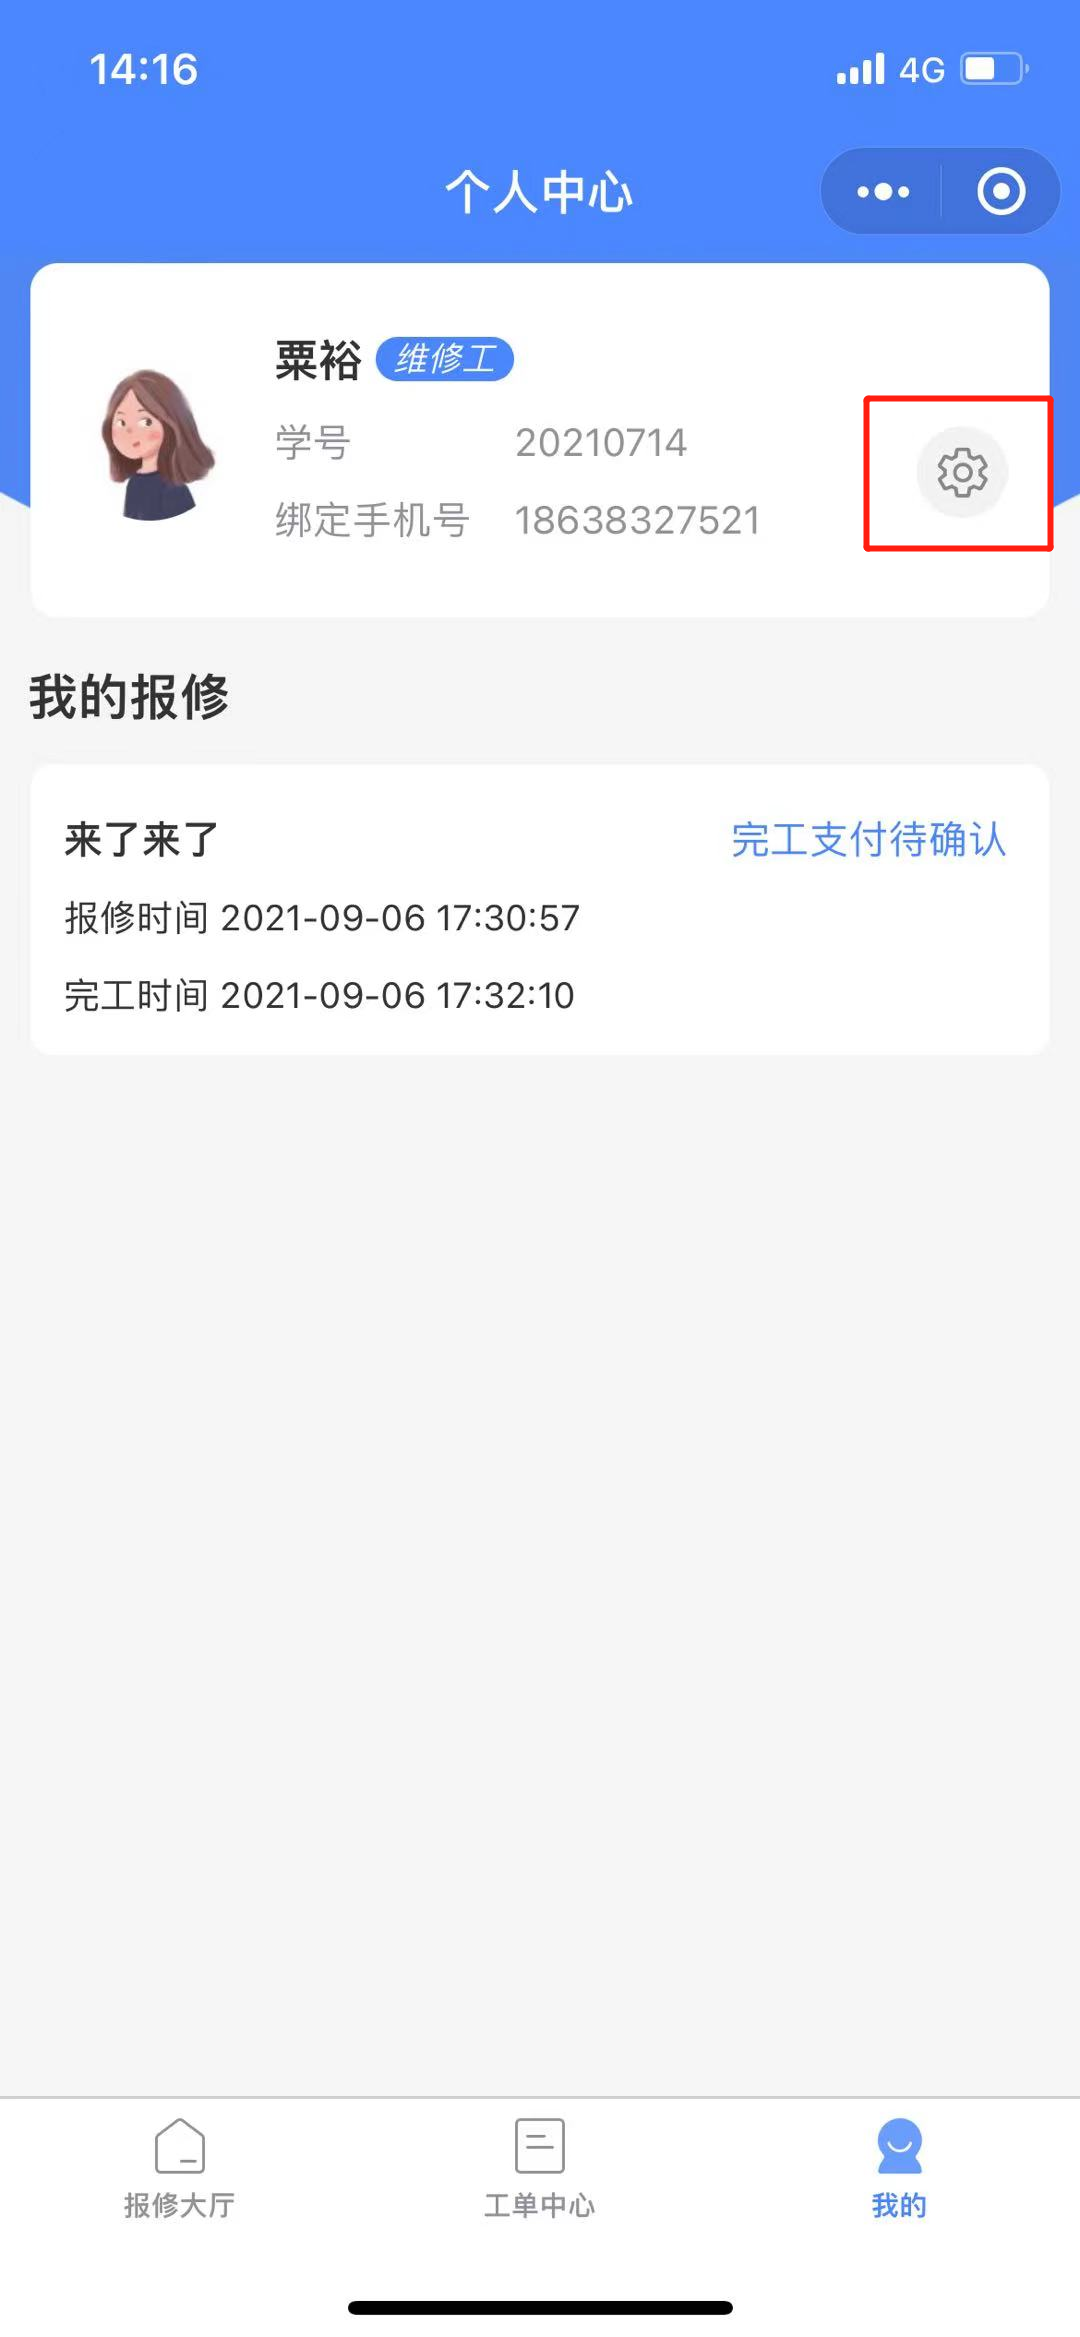 14:16
4G
个人中心
粟裕 维修工
学号 20210714
绑定手机号 18638327521
我的报修
来了来了 完工支付待确认
报修时间 2021-09-06 17:30:57
完工时间 2021-09-06 17:32:10
报修大厅 工单中心 我的